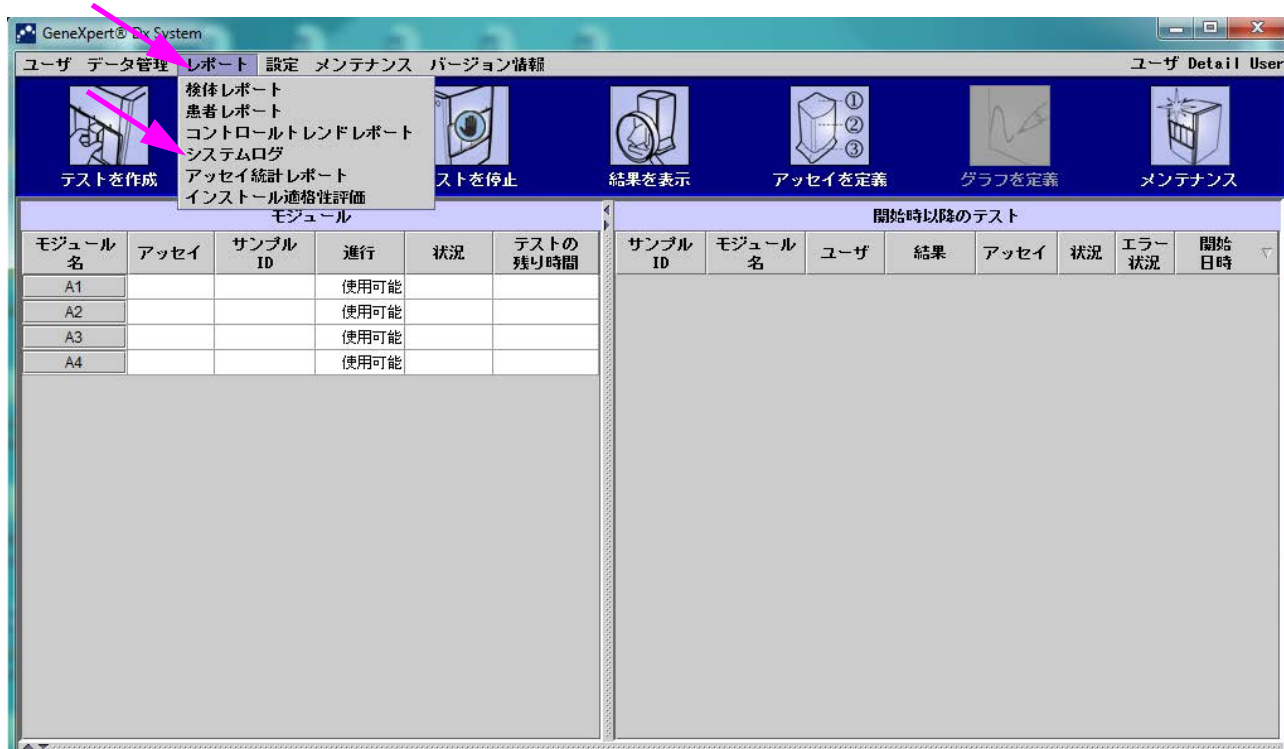 GeneXpert® Dx System
ユーザ データ管理 レポート 設定 メンテナンス バージョン情報 ユーザ Detail User
検体レポート
患者レポート
コントロールトレンドレポート
システムログ
アッセイ統計レポート
インストール適格性評価
テストを作成 ストを停止 結果を表示 アッセイを定義 グラフを定義 メンテナンス
①
②
③
モジュール
モジュール名 アッセイ サンプルID 進行 状況 テストの残り時間
A1 使用可能
A2 使用可能
A3 使用可能
A4 使用可能
開始時以降のテスト
サンプルID モジュール名 ユーザ 結果 アッセイ 状況 エラー状況 開始日時